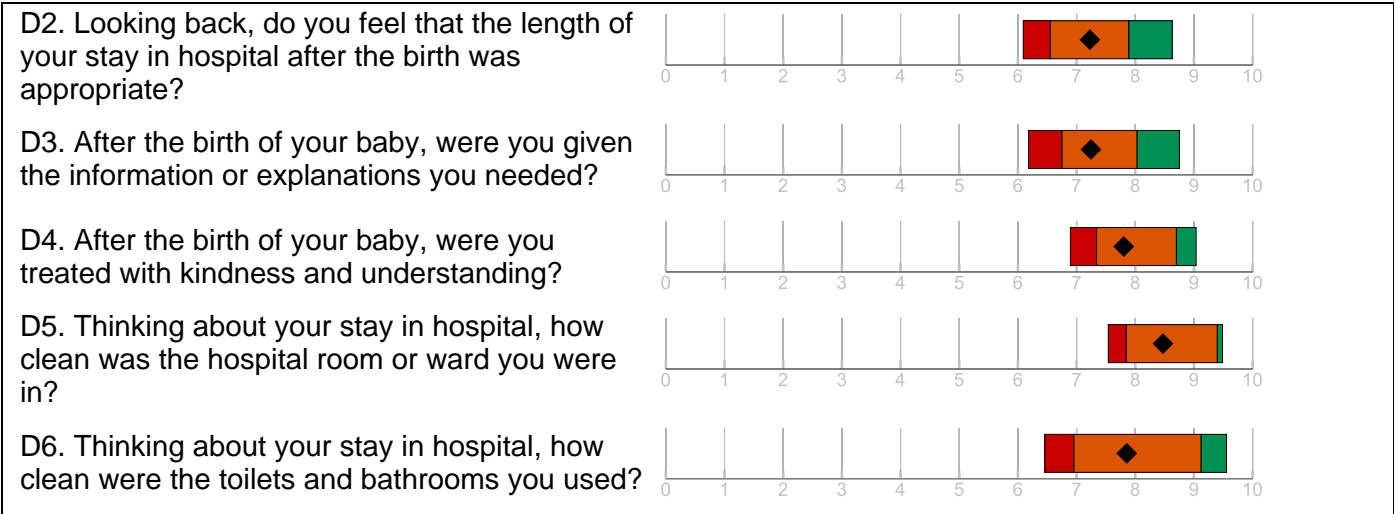 D2. Looking back, do you feel that the length of
your stay in hospital after the birth was
appropriate?
0 1 2 3 4 5 6 7 8 9 10
D3. After the birth of your baby, were you given
the information or explanations you needed?
0 1 2 3 4 5 6 7 8 9 10
D4. After the birth of your baby, were you
treated with kindness and understanding?
0 1 2 3 4 5 6 7 8 9 10
D5. Thinking about your stay in hospital, how
clean was the hospital room or ward you were
in?
0 1 2 3 4 5 6 7 8 9 10
D6. Thinking about your stay in hospital, how
clean were the toilets and bathrooms you used?
0 1 2 3 4 5 6 7 8 9 10